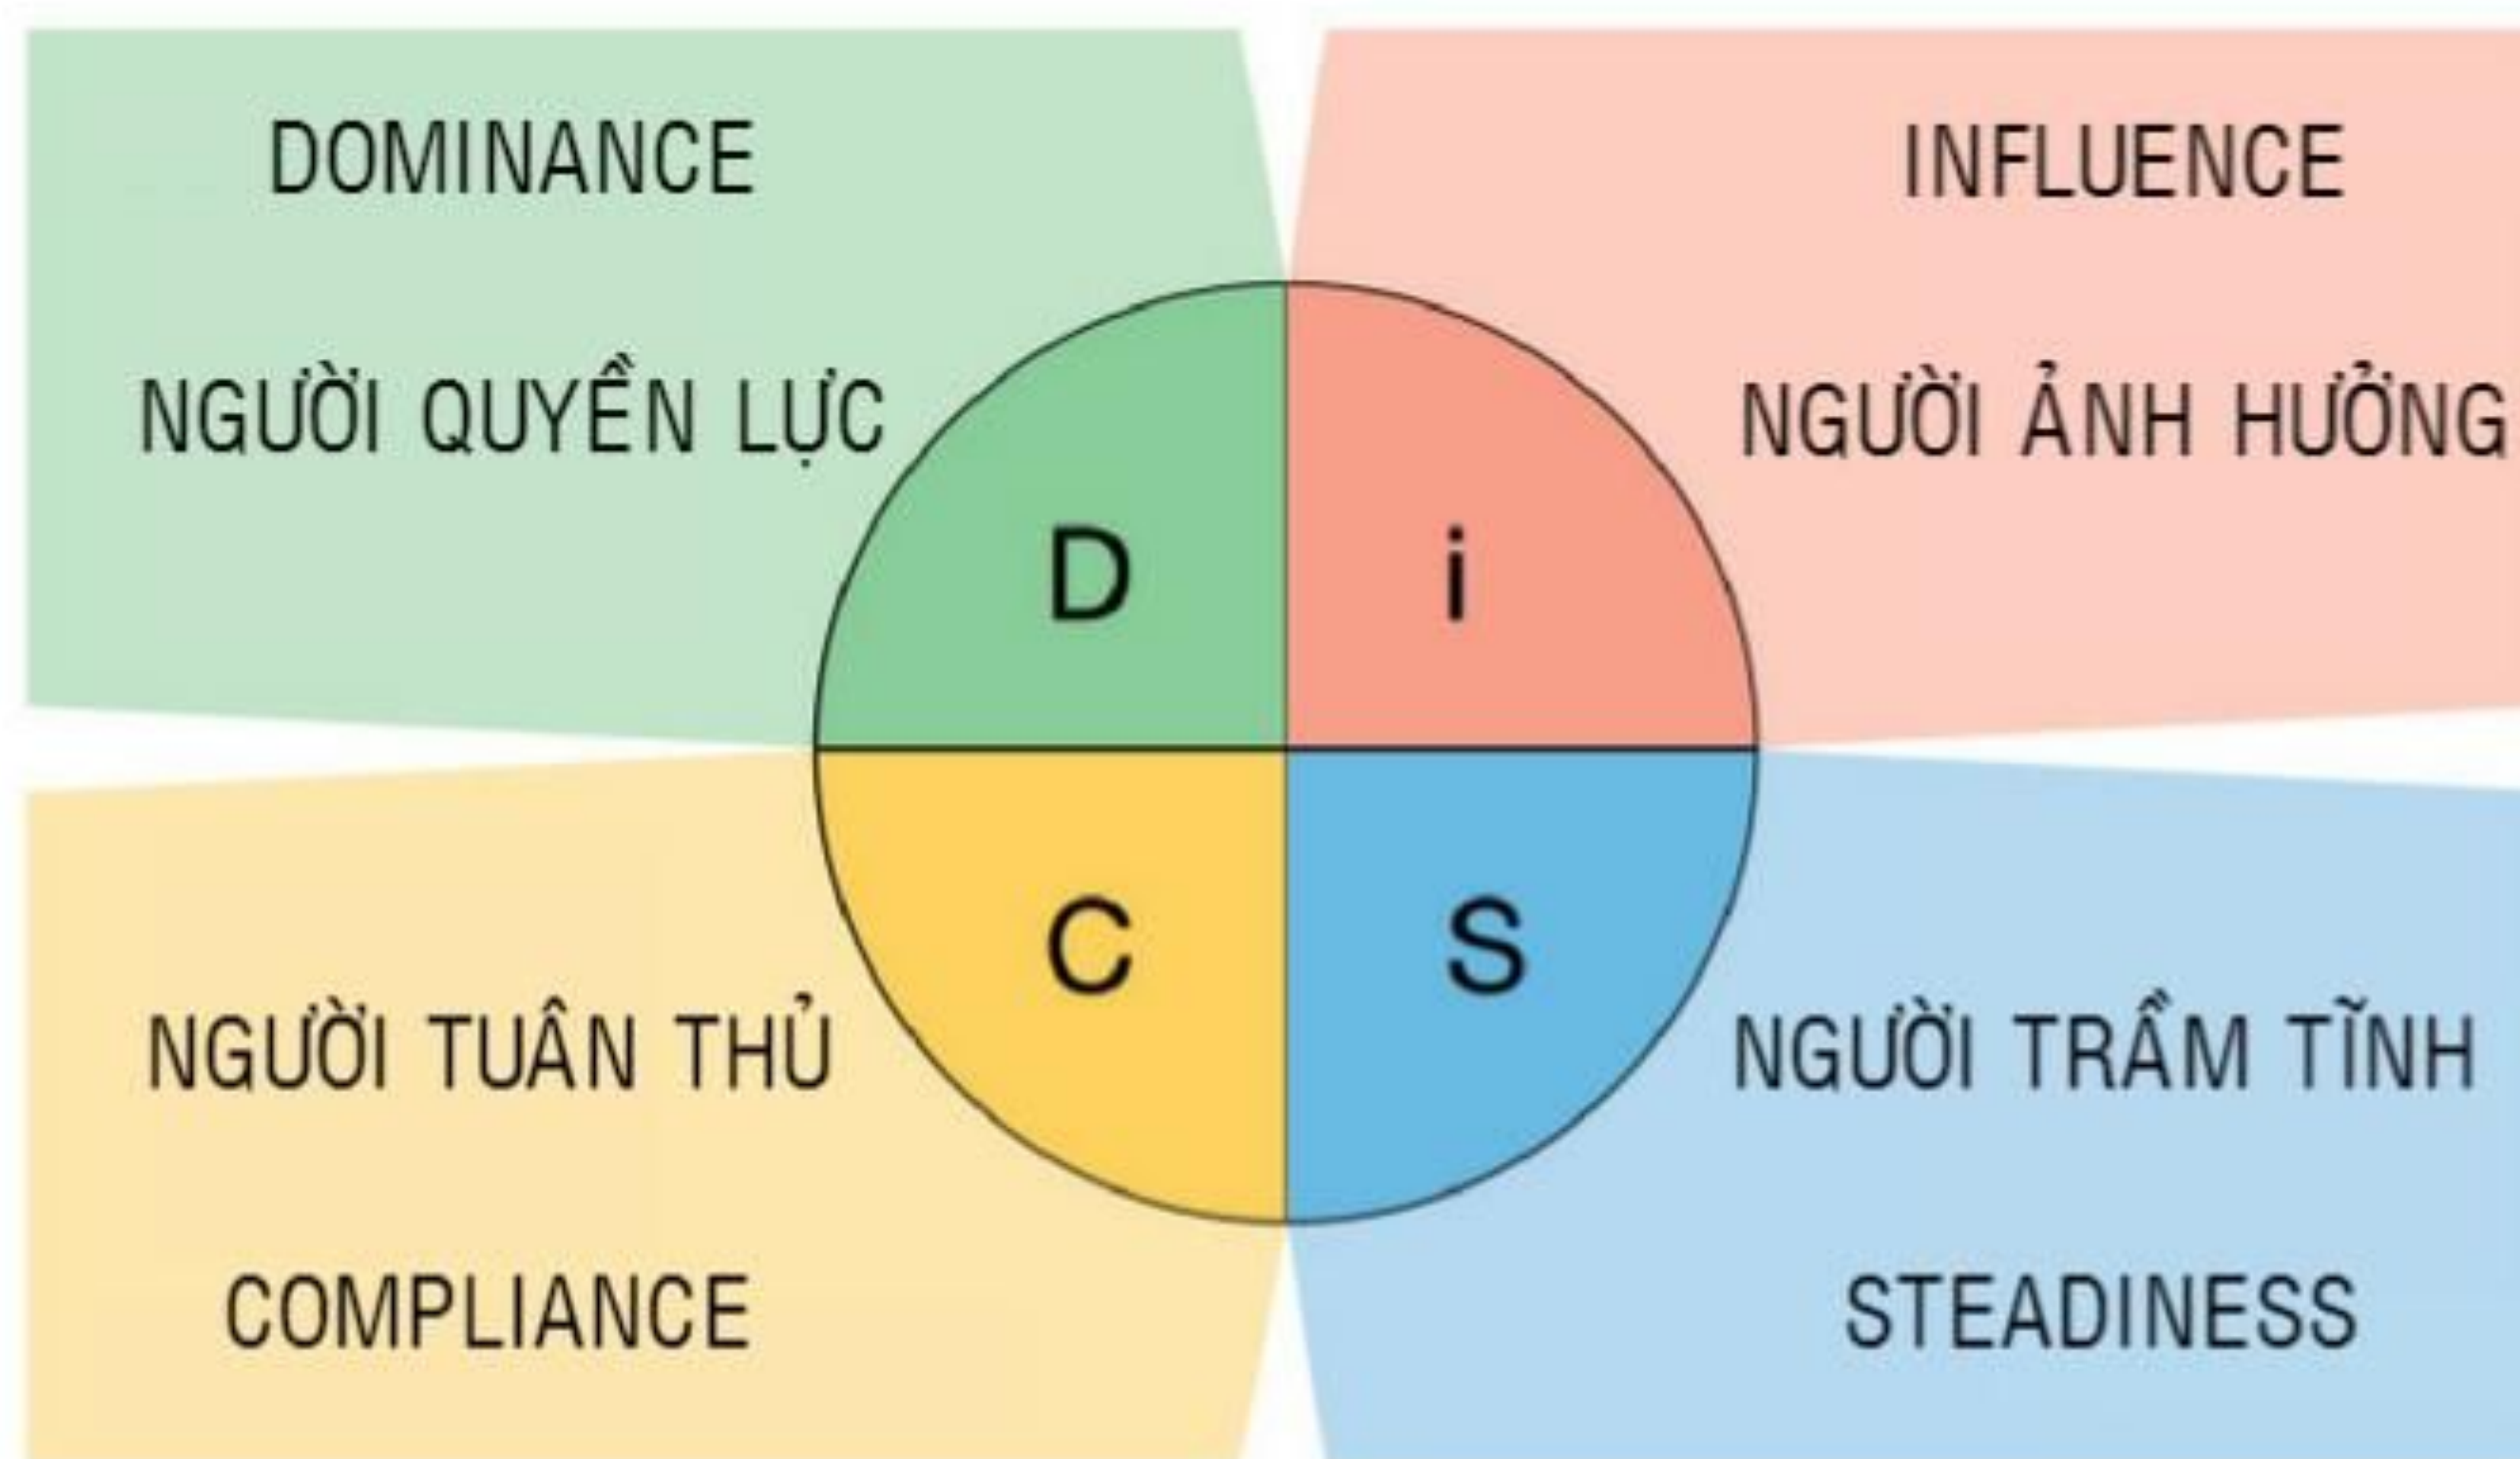 DOMINANCE
NGƯỜI QUYỀN LỰC
INFLUENCE
NGƯỜI ẢNH HƯỞNG
D
i
C
S
NGƯỜI TUÂN THỦ
COMPLIANCE
NGƯỜI TRẦM TĨNH
STEADINESS